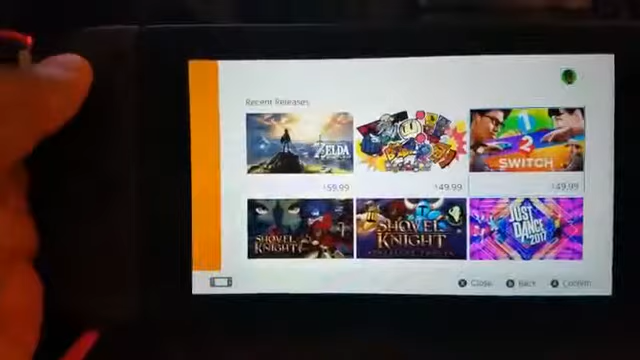 Recent Releases
ZELDA
$59.99
$49.99
1
2
SWITCH
$49.99
SHOVEL
KNIGHT
SHOVEL
KNIGHT
JUST
DANCE
2017
Close
Back
Confirm